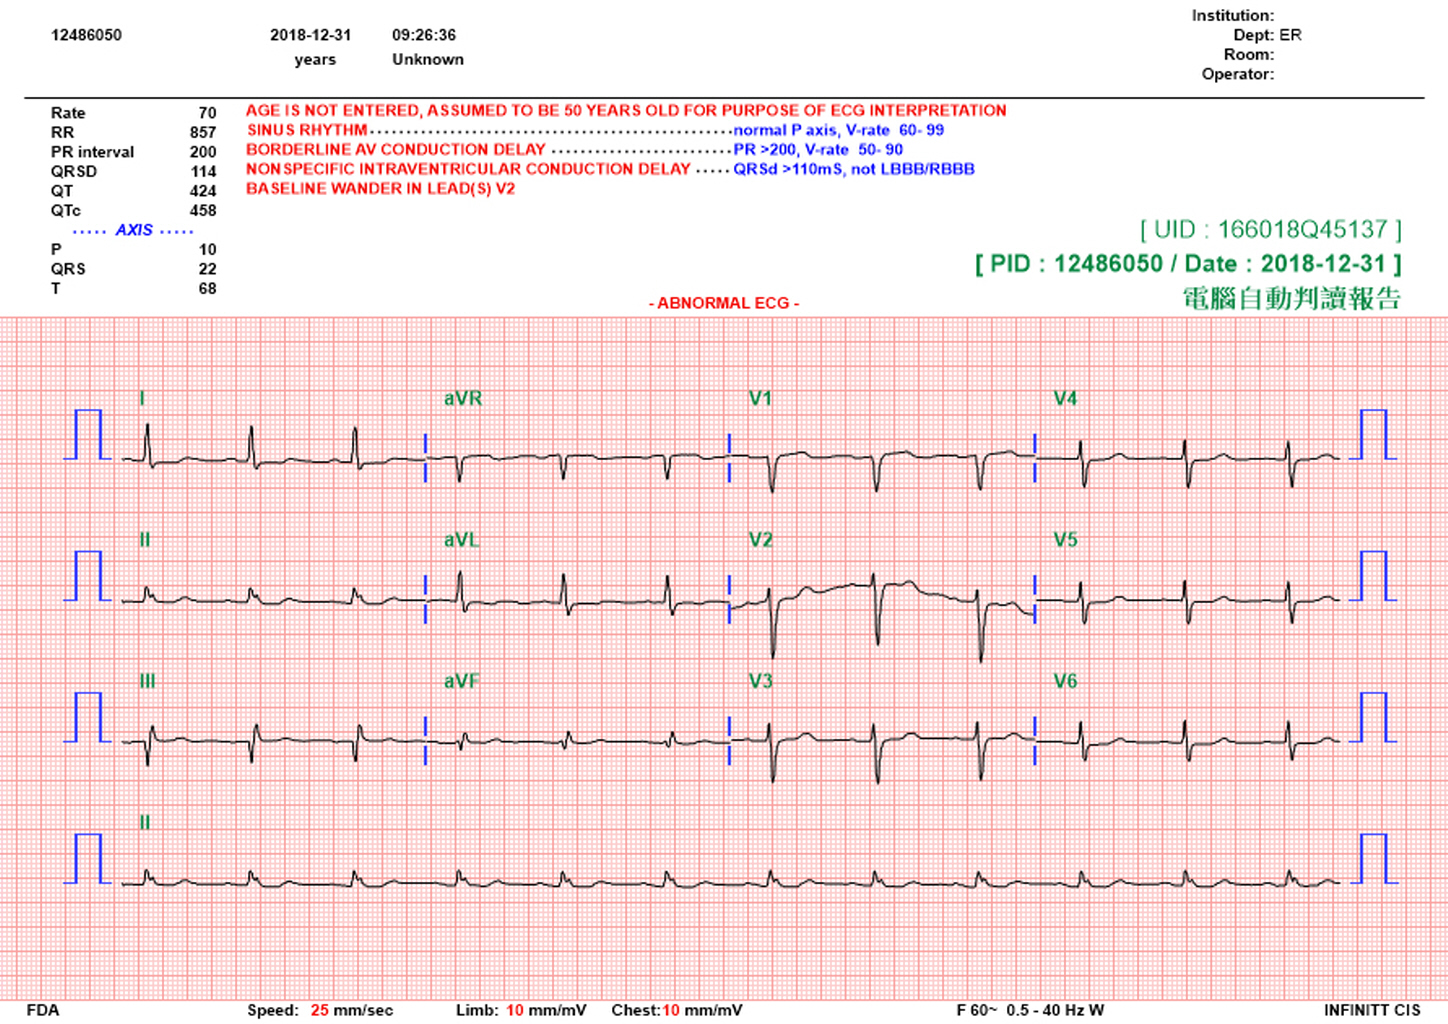 Institution:
12486050 2018-12-31 09:26:36 Dept: ER
years Unknown Room:
Operator:
Rate 70 AGE IS NOT ENTERED, ASSUMED TO BE 50 YEARS OLD FOR PURPOSE OF ECG INTERPRETATION
RR 857 SINUS RHYTHM normal P axis, V-rate 60- 99
PR interval 200 BORDERLINE AV CONDUCTION DELAY PR >200, V-rate 50- 90
QRSD 114 NONSPECIFIC INTRAVENTRICULAR CONDUCTION DELAY QRSd >110mS, not LBBB/RBBB
QT 424 BASELINE WANDER IN LEAD(S) V2
QTc 458
AXIS
[ UID : 166018Q45137 ]
P 10
[ PID : 12486050 / Date : 2018-12-31 ]
QRS 22
T 68
電腦自動判讀報告
- ABNORMAL ECG -
I aVR V1 V4
II aVL V2 V5
III aVF V3 V6
II
FDA Speed: 25 mm/sec Limb: 10 mm/mV Chest:10 mm/mV F 60~ 0.5 - 40 Hz W INFINITT CIS